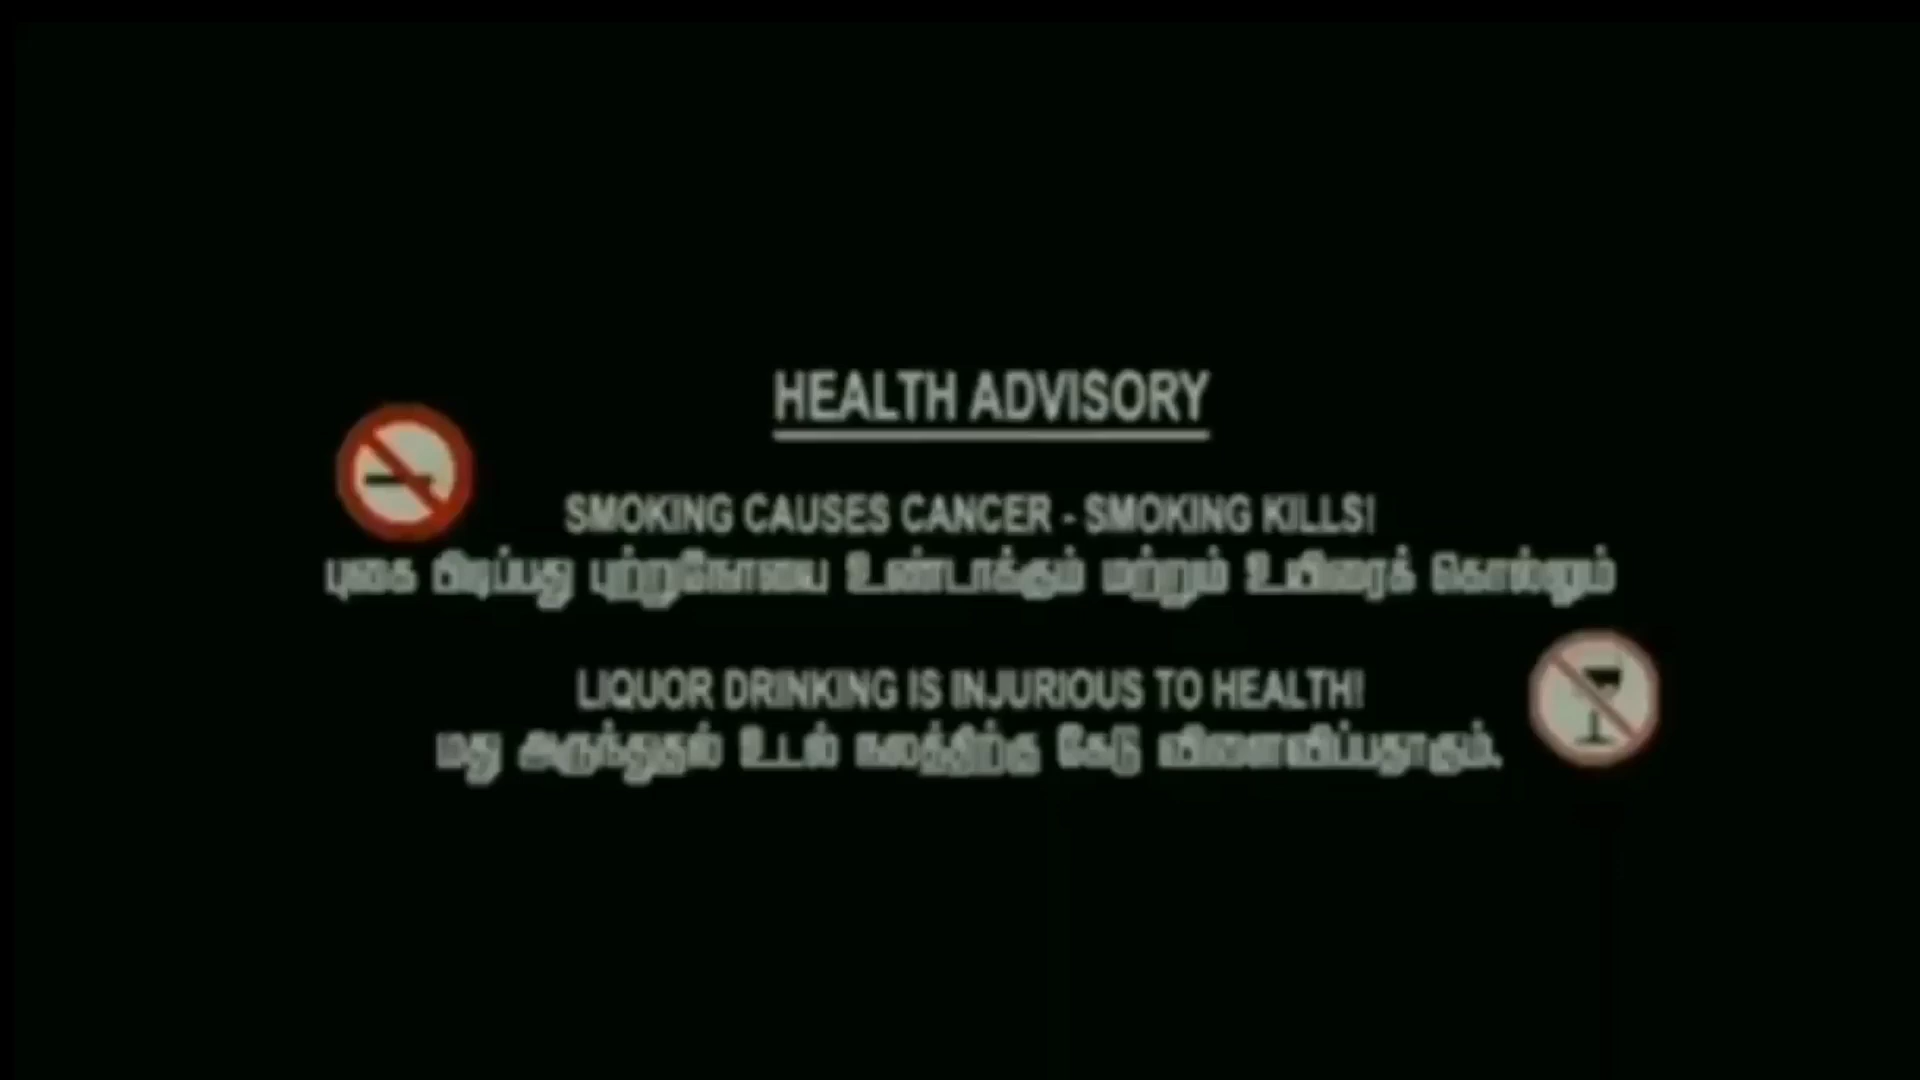 HEALTH ADVISORY
SMOKING CAUSES CANCER - SMOKING KILLS!
புகை பிடிப்பது புற்றுநோயை உண்டாக்கும் மற்றும் உயிரைக் கொல்லும்
LIQUOR DRINKING IS INJURIOUS TO HEALTH!
மது அருந்துதல் உடல் நலத்திற்கு கேடு விளைவிப்பதாகும்.